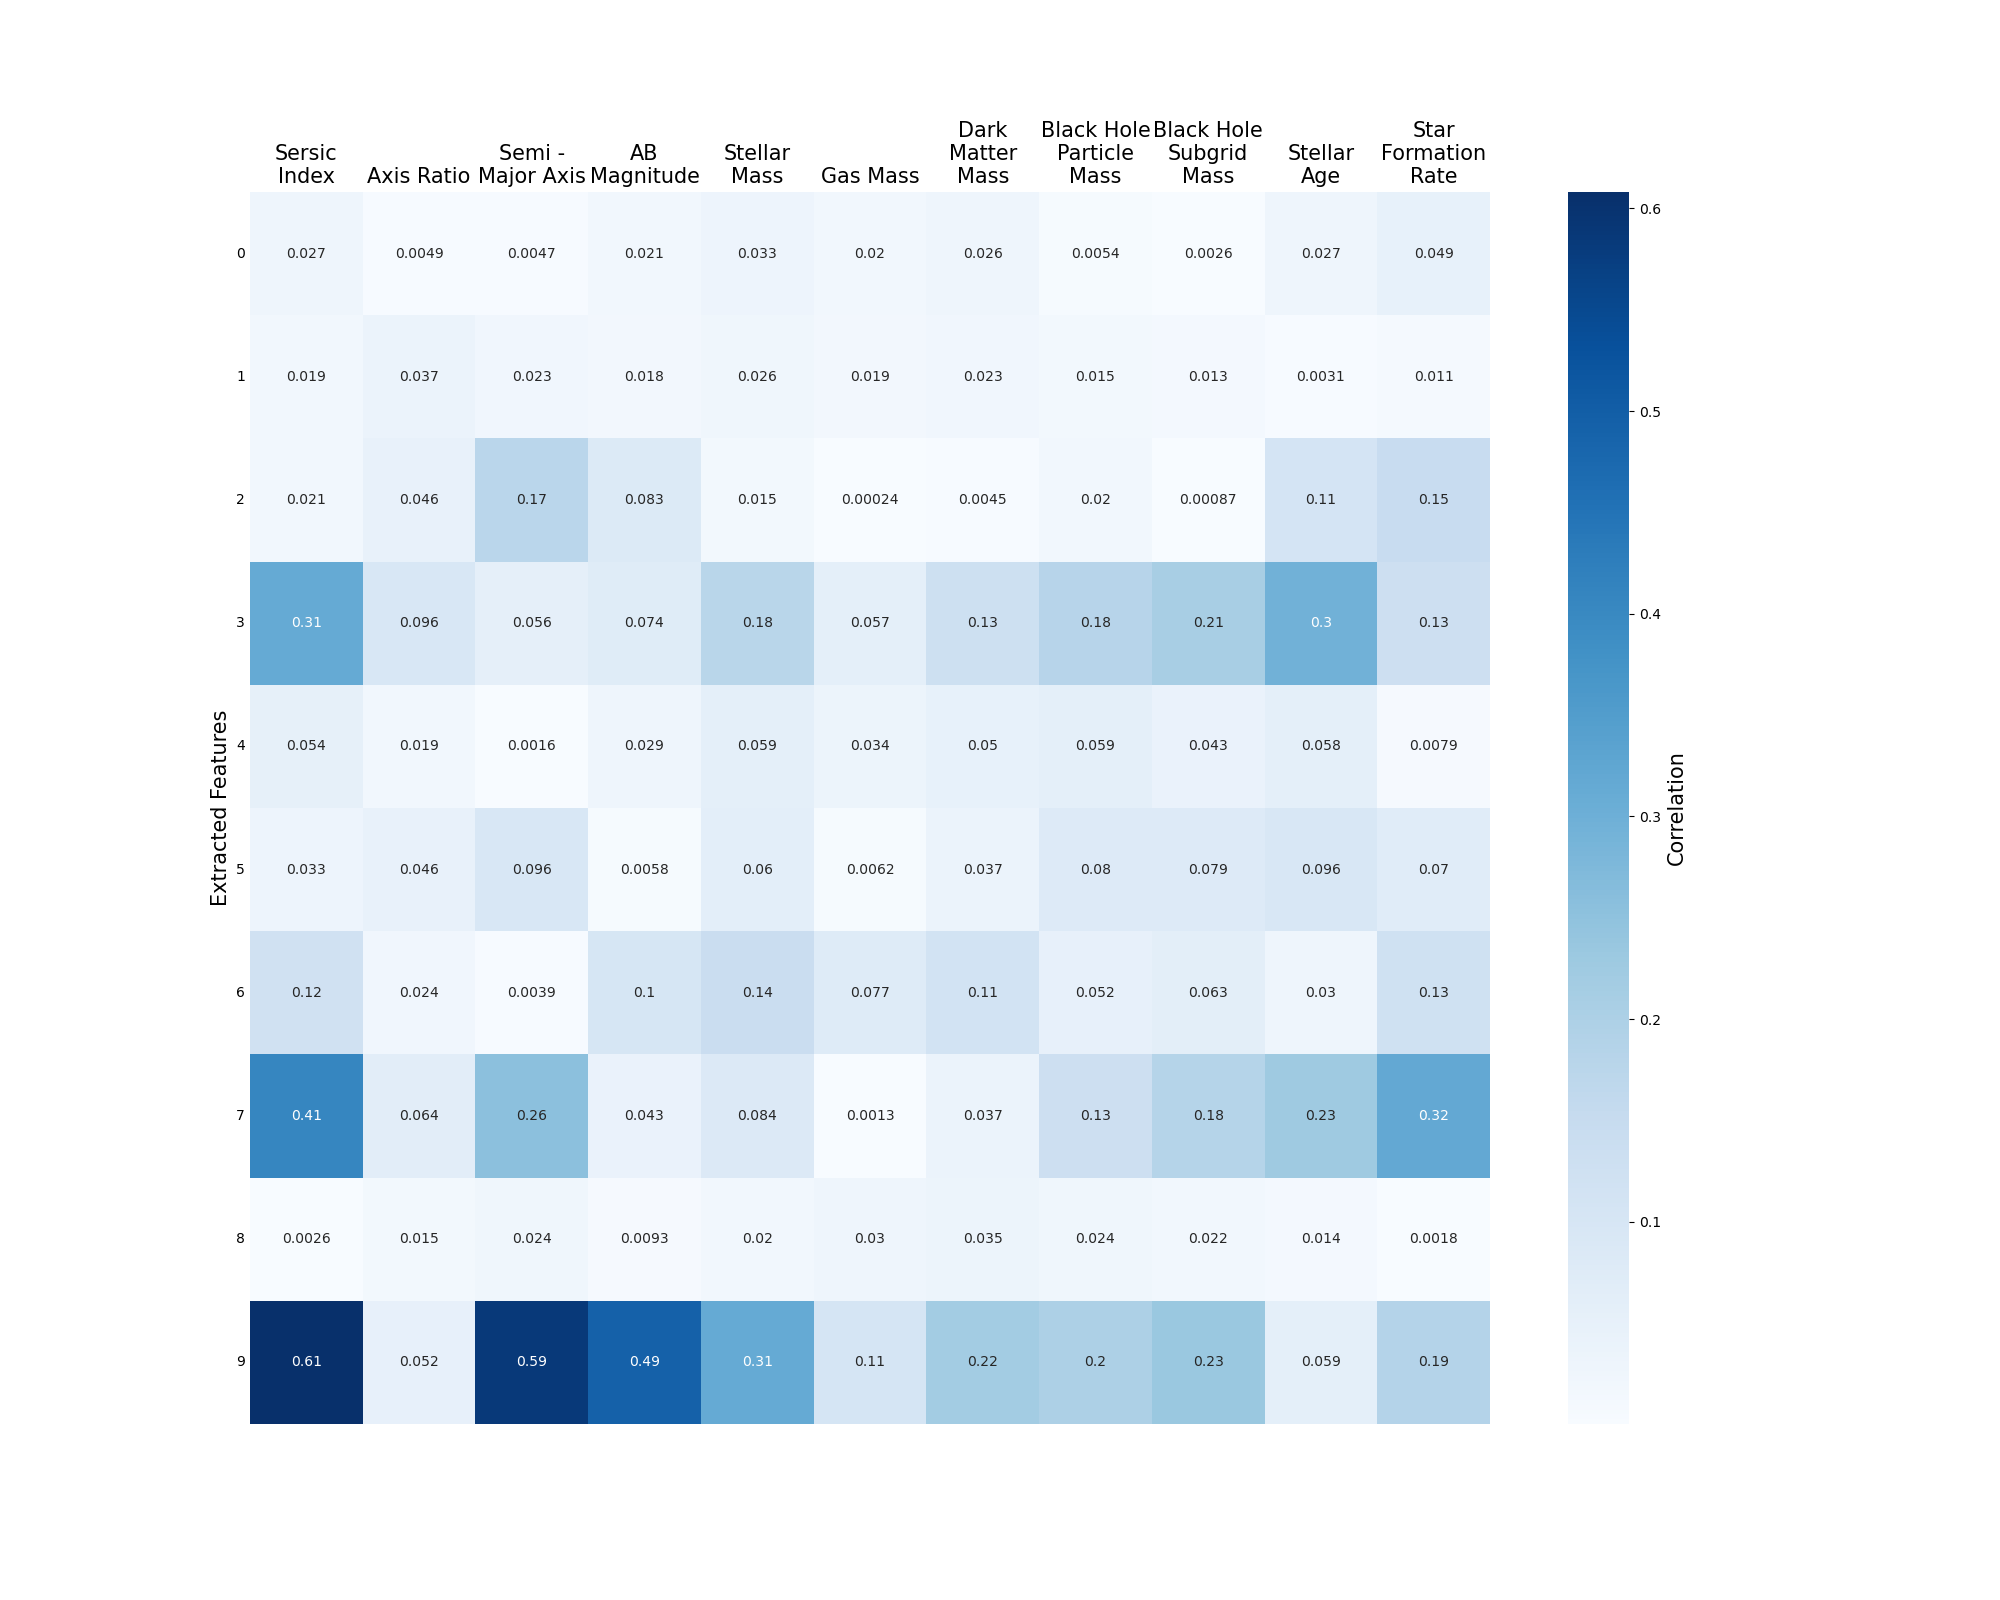 Sersic
Index
Axis Ratio
Semi -
Major Axis
AB
Magnitude
Stellar
Mass
Gas Mass
Dark
Matter
Mass
Black Hole
Particle
Mass
Black Hole
Subgrid
Mass
Stellar
Age
Star
Formation
Rate
Extracted Features
0 0.027 0.0049 0.0047 0.021 0.033 0.02 0.026 0.0054 0.0026 0.027 0.049
1 0.019 0.037 0.023 0.018 0.026 0.019 0.023 0.015 0.013 0.0031 0.011
2 0.021 0.046 0.17 0.083 0.015 0.00024 0.0045 0.02 0.00087 0.11 0.15
3 0.31 0.096 0.056 0.074 0.18 0.057 0.13 0.18 0.21 0.3 0.13
4 0.054 0.019 0.0016 0.029 0.059 0.034 0.05 0.059 0.043 0.058 0.0079
5 0.033 0.046 0.096 0.0058 0.06 0.0062 0.037 0.08 0.079 0.096 0.07
6 0.12 0.024 0.0039 0.1 0.14 0.077 0.11 0.052 0.063 0.03 0.13
7 0.41 0.064 0.26 0.043 0.084 0.0013 0.037 0.13 0.18 0.23 0.32
8 0.0026 0.015 0.024 0.0093 0.02 0.03 0.035 0.024 0.022 0.014 0.0018
9 0.61 0.052 0.59 0.49 0.31 0.11 0.22 0.2 0.23 0.059 0.19
0.6
0.5
0.4
0.3
0.2
0.1
Correlation